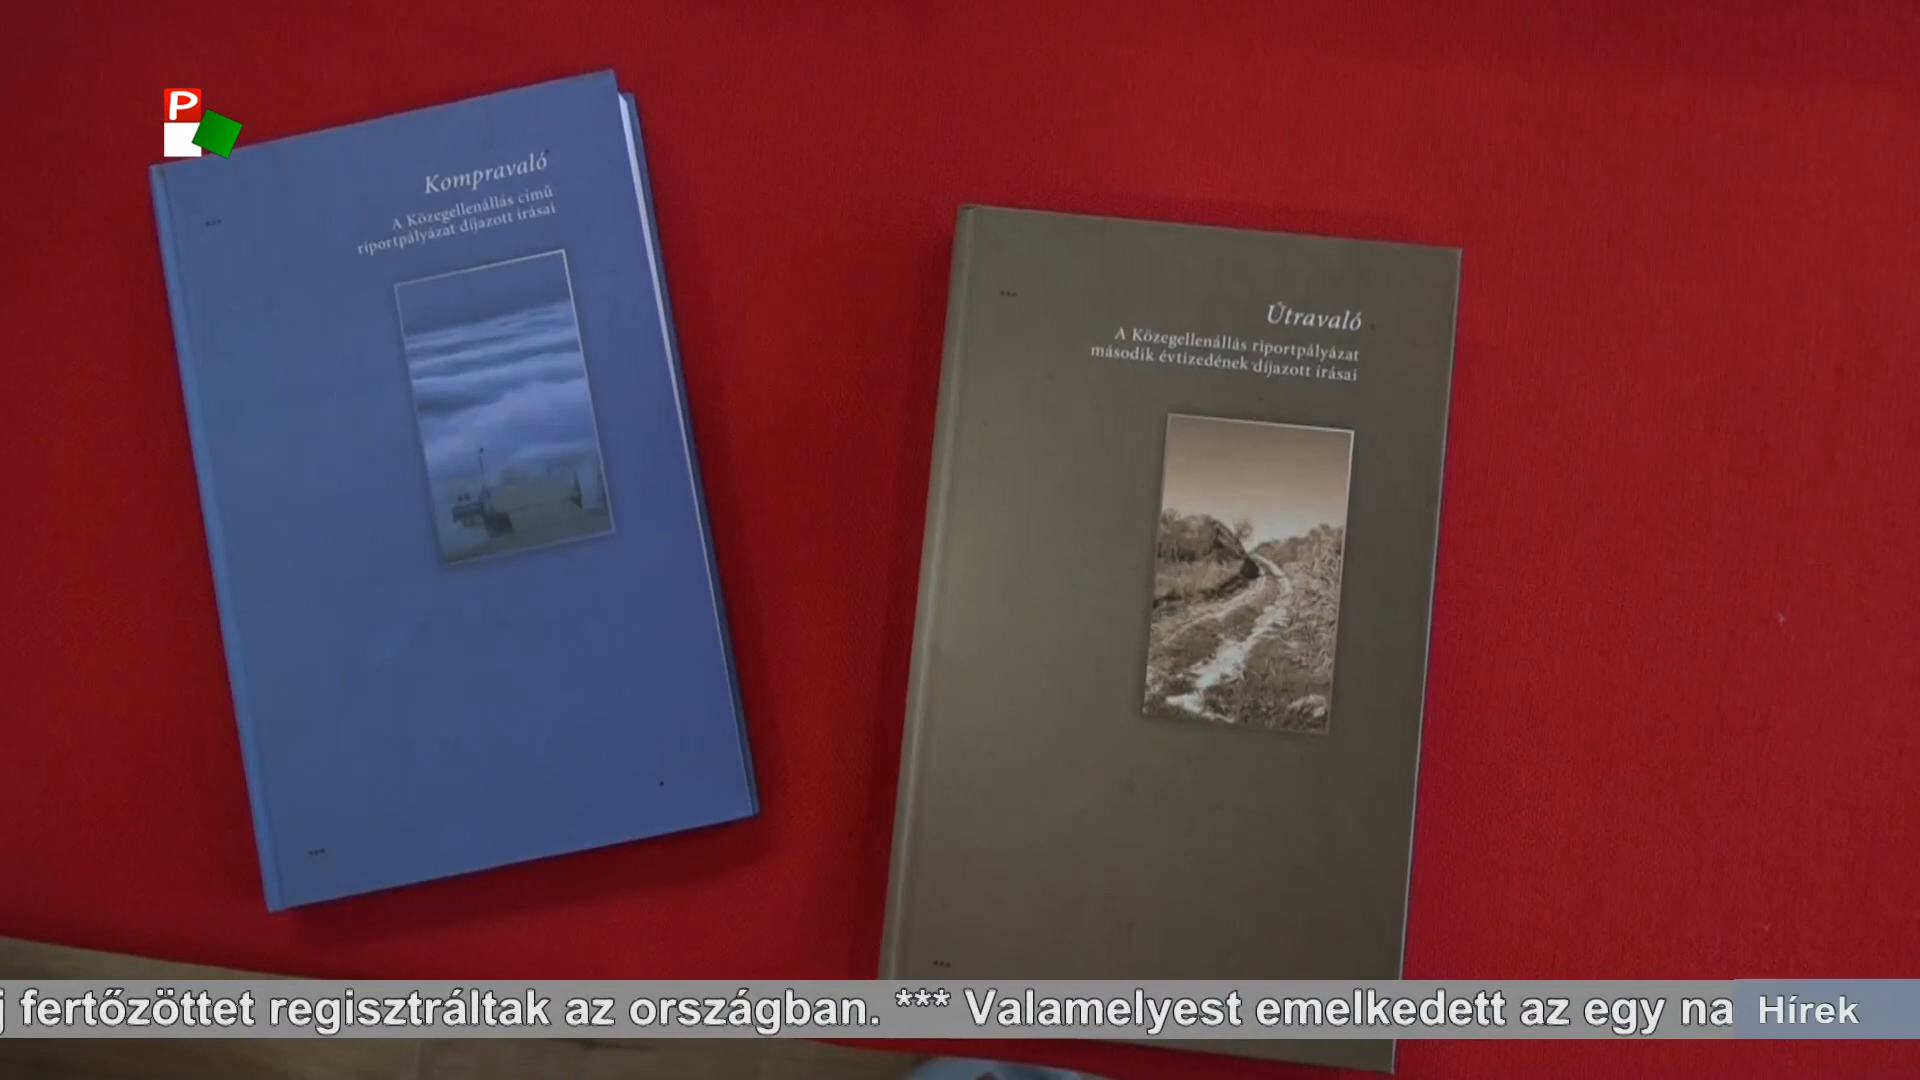 P
Kompravaló
A Közegellenállás című
riportpályázat díjazott írásai
Útravaló
A Közegellenállás riportpályázat
második évtizedének díjazott írásai
j fertőzöttet regisztráltak az országban. *** Valamelyest emelkedett az egy na
Hírek